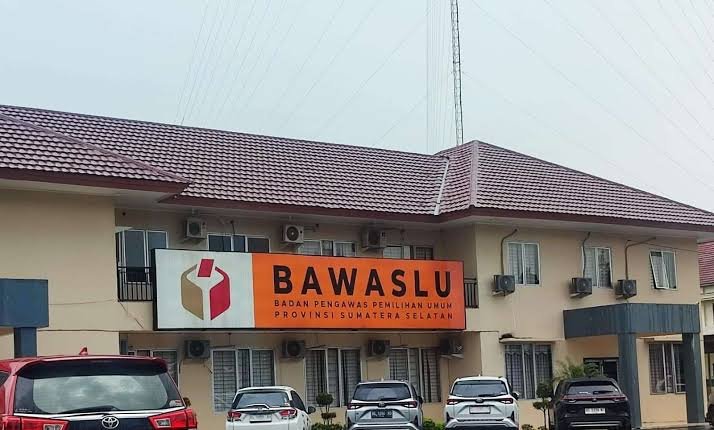 BAWASLU
BADAN PENGAWAS PEMILIHAN UMUM
PROVINSI SUMATERA SELATAN